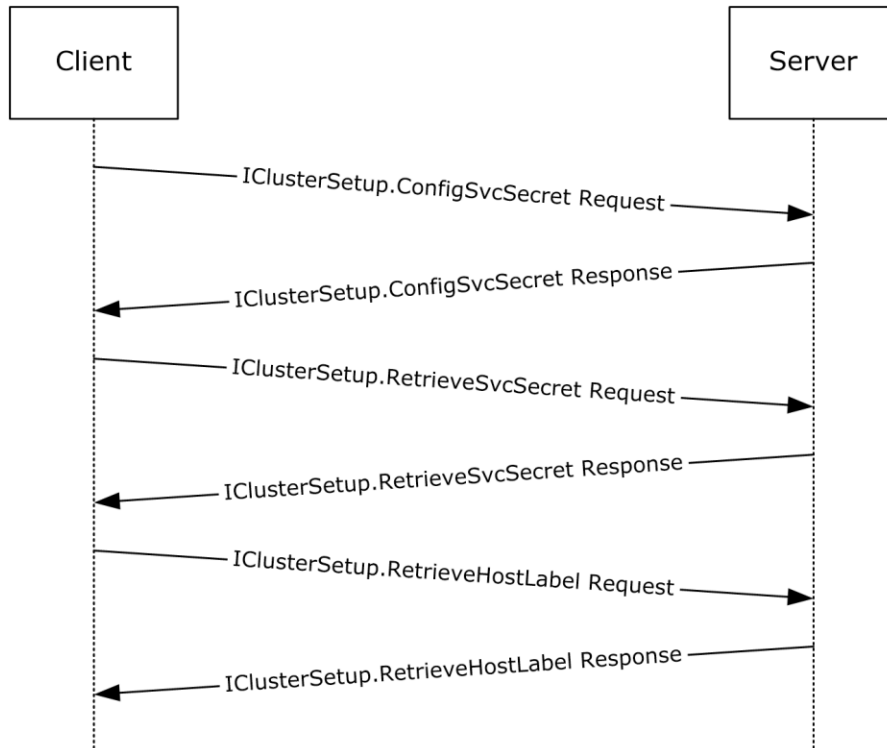 Client
Server
IClusterSetup.ConfigSvcSecret Request
IClusterSetup.ConfigSvcSecret Response
IClusterSetup.RetrieveSvcSecret Request
IClusterSetup.RetrieveSvcSecret Response
IClusterSetup.RetrieveHostLabel Request
IClusterSetup.RetrieveHostLabel Response